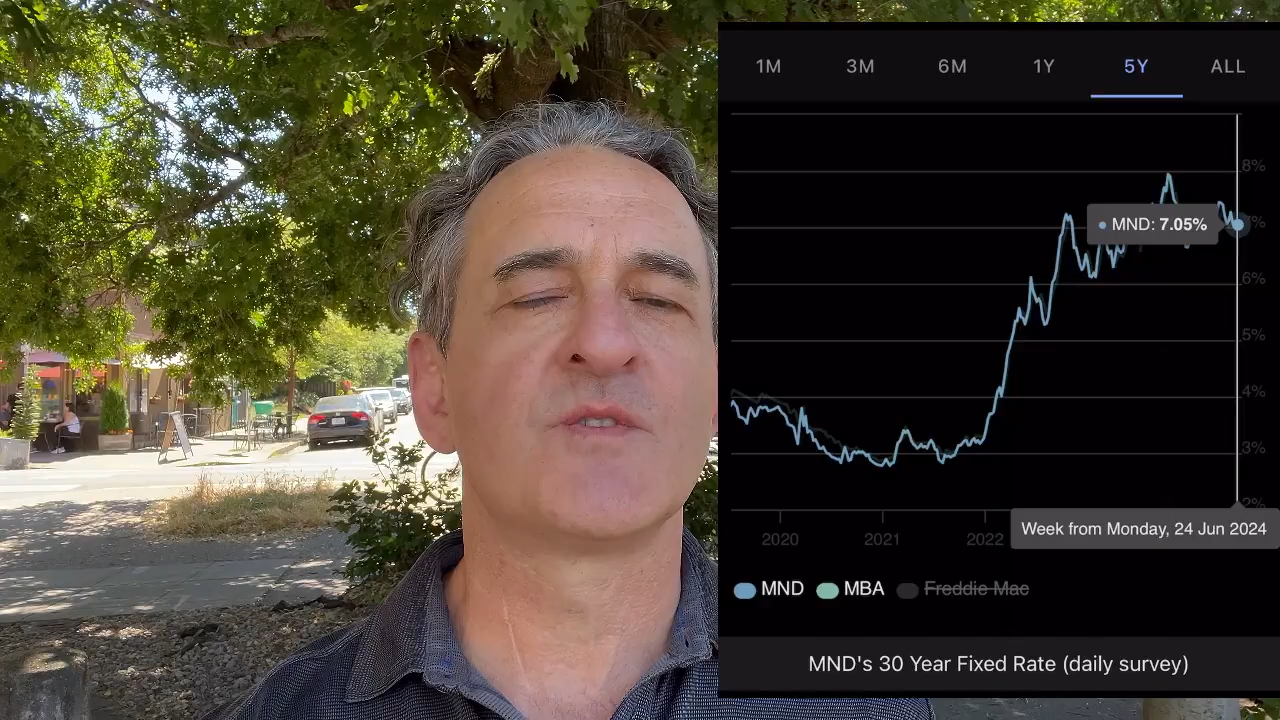 1M 3M 6M 1Y 5Y ALL
8%
MND: 7.05%
%
6%
5%
4%
3%
2%
2020 2021 2022
Week from Monday, 24 Jun 2024
MND MBA Freddie Mac
MND's 30 Year Fixed Rate (daily survey)